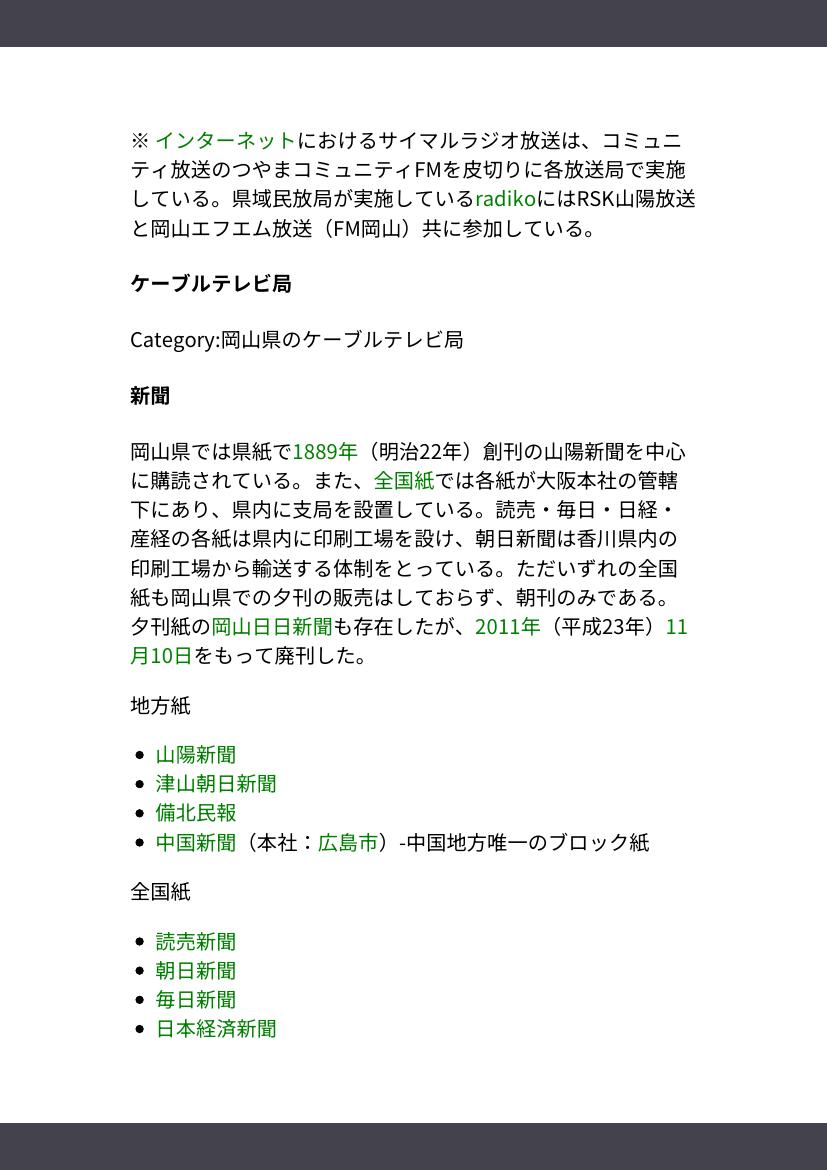 ※ インターネットにおけるサイマルラジオ放送は、コミュニ
ティ放送のつやまコミュニティFMを皮切りに各放送局で実施
している。県域民放局が実施しているradikoにはRSK山陽放送
と岡山エフエム放送（FM岡山）共に参加している。
ケーブルテレビ局
Category:岡山県のケーブルテレビ局
新聞
岡山県では県紙で1889年（明治22年）創刊の山陽新聞を中心
に購読されている。また、全国紙では各紙が大阪本社の管轄
下にあり、県内に支局を設置している。読売・毎日・日経・
産経の各紙は県内に印刷工場を設け、朝日新聞は香川県内の
印刷工場から輸送する体制をとっている。ただいずれの全国
紙も岡山県での夕刊の販売はしておらず、朝刊のみである。
夕刊紙の岡山日日新聞も存在したが、2011年（平成23年）11
月10日をもって廃刊した。
地方紙
• 山陽新聞
• 津山朝日新聞
• 備北民報
• 中国新聞（本社：広島市）-中国地方唯一のブロック紙
全国紙
• 読売新聞
• 朝日新聞
• 毎日新聞
• 日本経済新聞